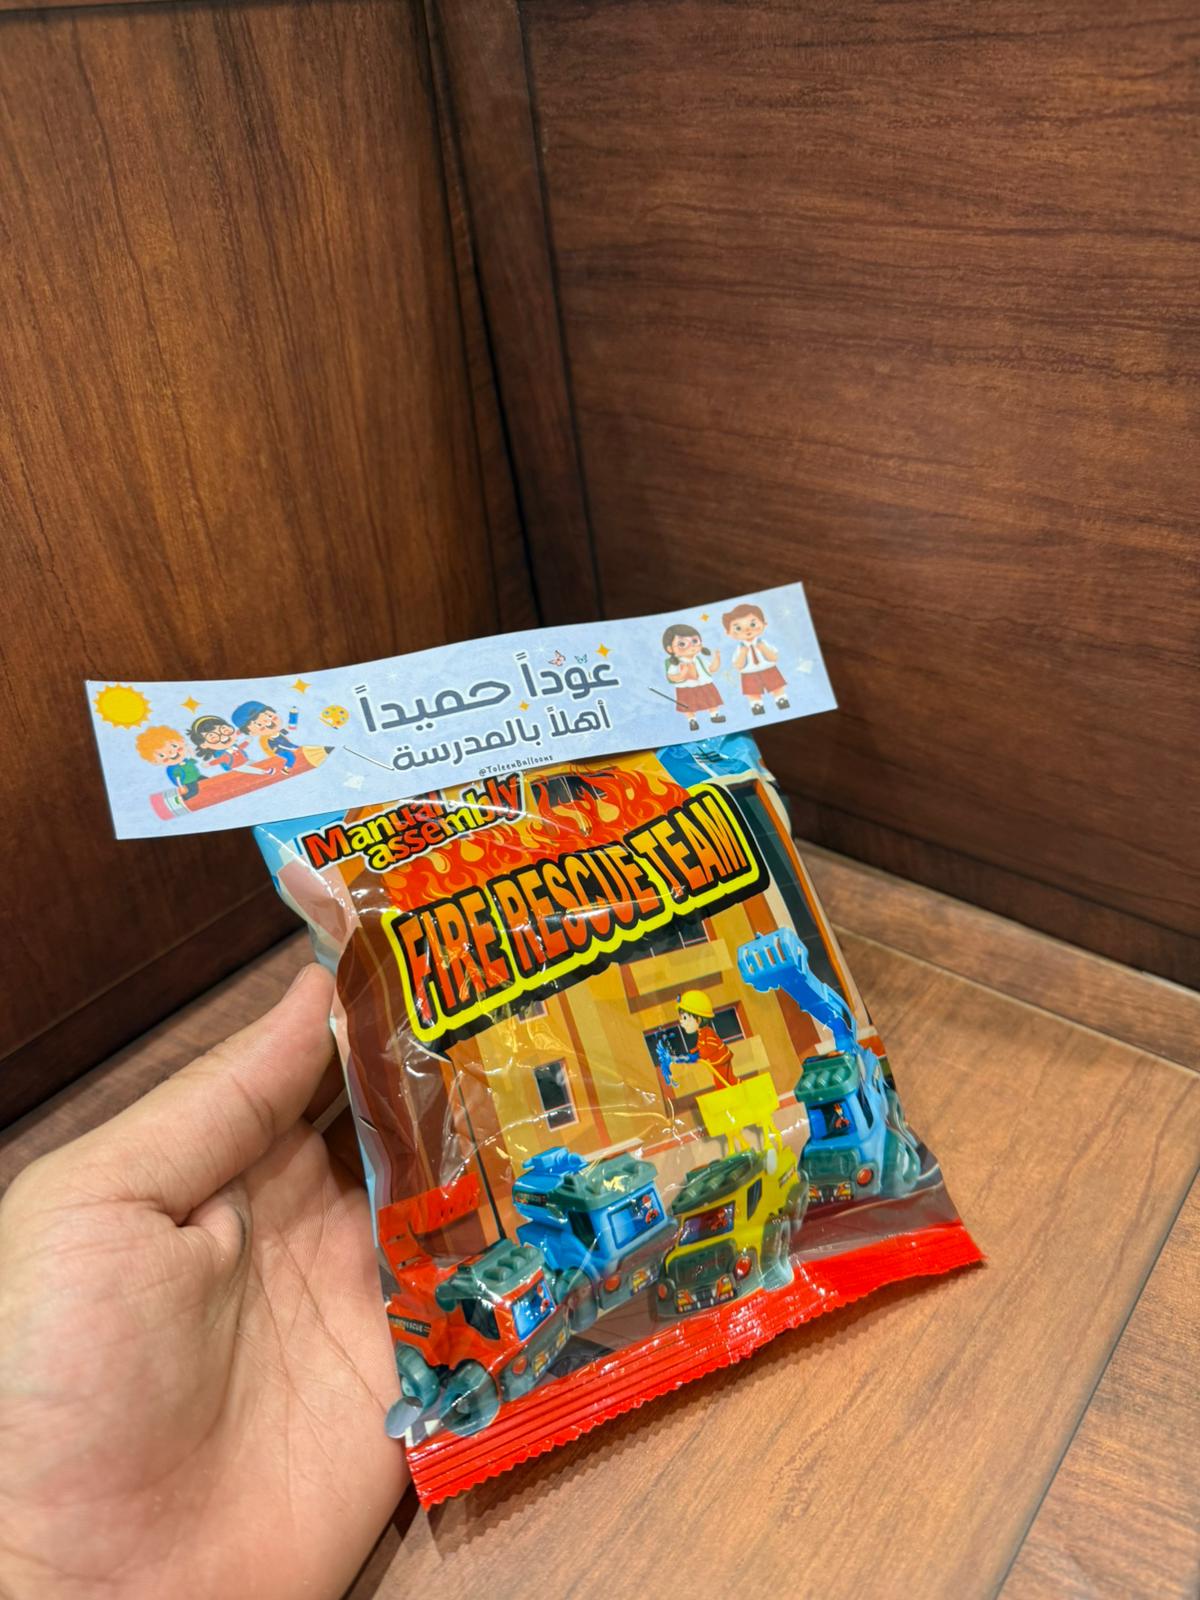 عوداً حميداً
أهلاً بالمدرسة
@ToleenBalloons
Manual
assembly
FIRE RESCUE TEAM